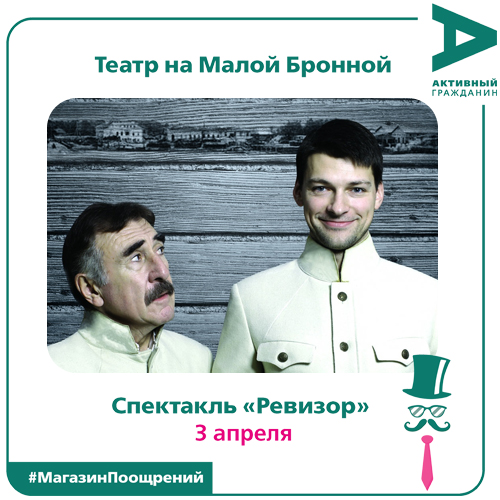 Театр на Малой Бронной
АКТИВНЫЙ
ГРАЖДАНИН
Спектакль «Ревизор»
3 апреля
#МагазинПоощрений